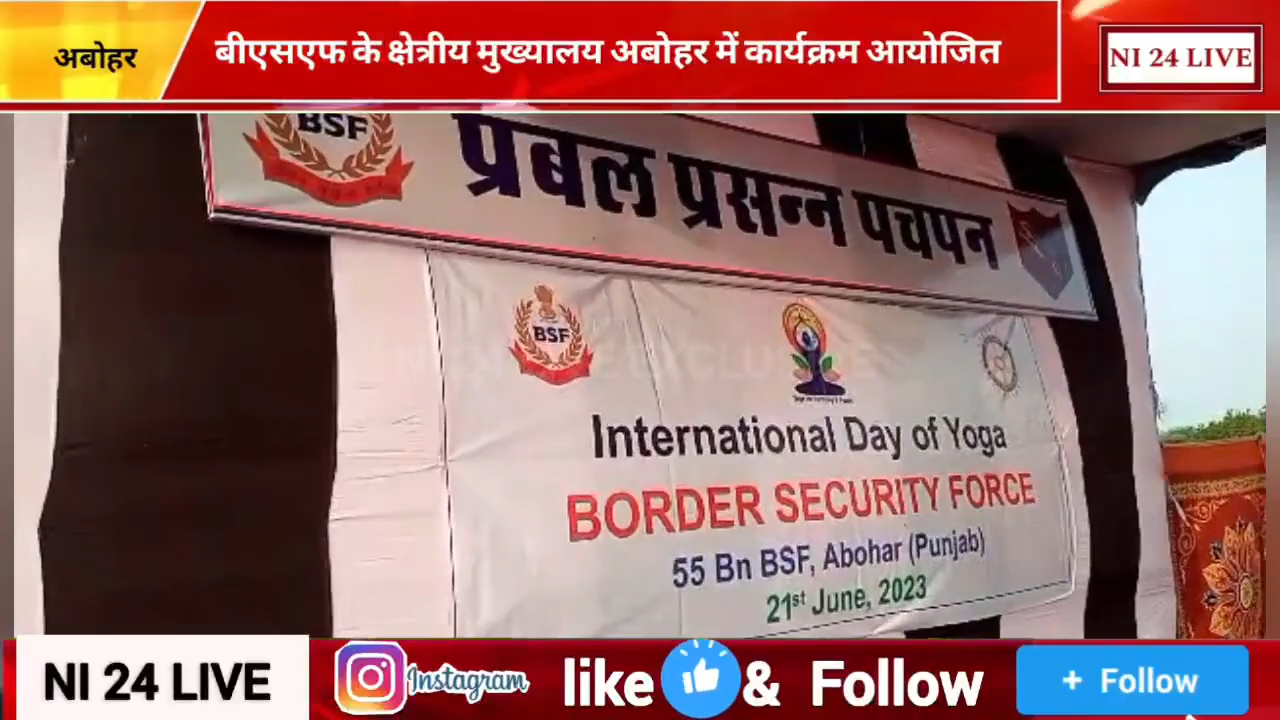 अबोहर
बीएसएफ के क्षेत्रीय मुख्यालय अबोहर में कार्यक्रम आयोजित
NI 24 LIVE
BSF
प्रबल प्रसन्न पचपन
BSF
International Day of Yoga
BORDER SECURITY FORCE
55 Bn BSF, Abohar (Punjab)
21st June, 2023
NI 24 LIVE
Instagram
like & Follow
+ Follow